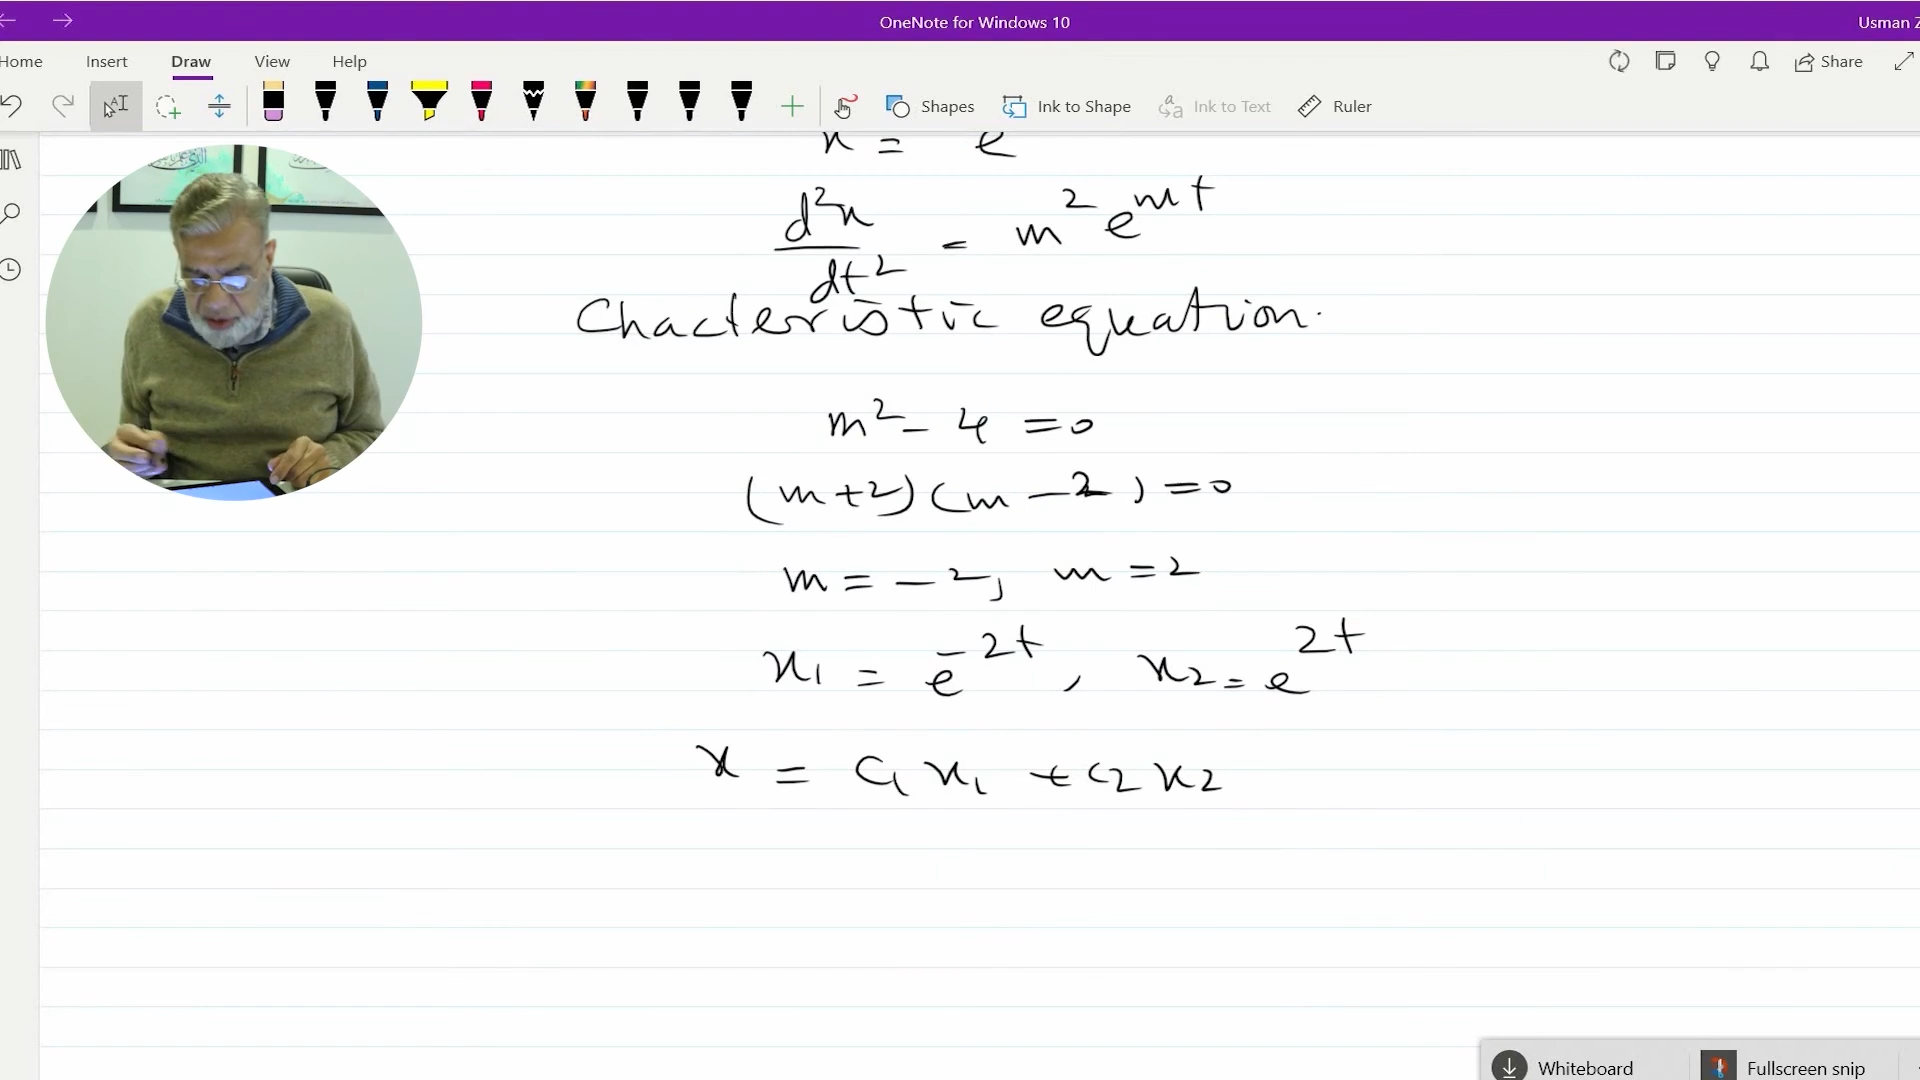 OneNote for Windows 10
Usman Z
Home Insert Draw View Help Share
Shapes Ink to Shape Ink to Text Ruler
x = e
d²x/dt² = m² e^mt
Chacteristic equation.
m² - 4 = 0
(m+2)(m-2) = 0
m = -2, m = 2
x₁ = e^-2t, x₂ = e^2t
x = c₁x₁ + c₂x₂
Whiteboard Fullscreen snip